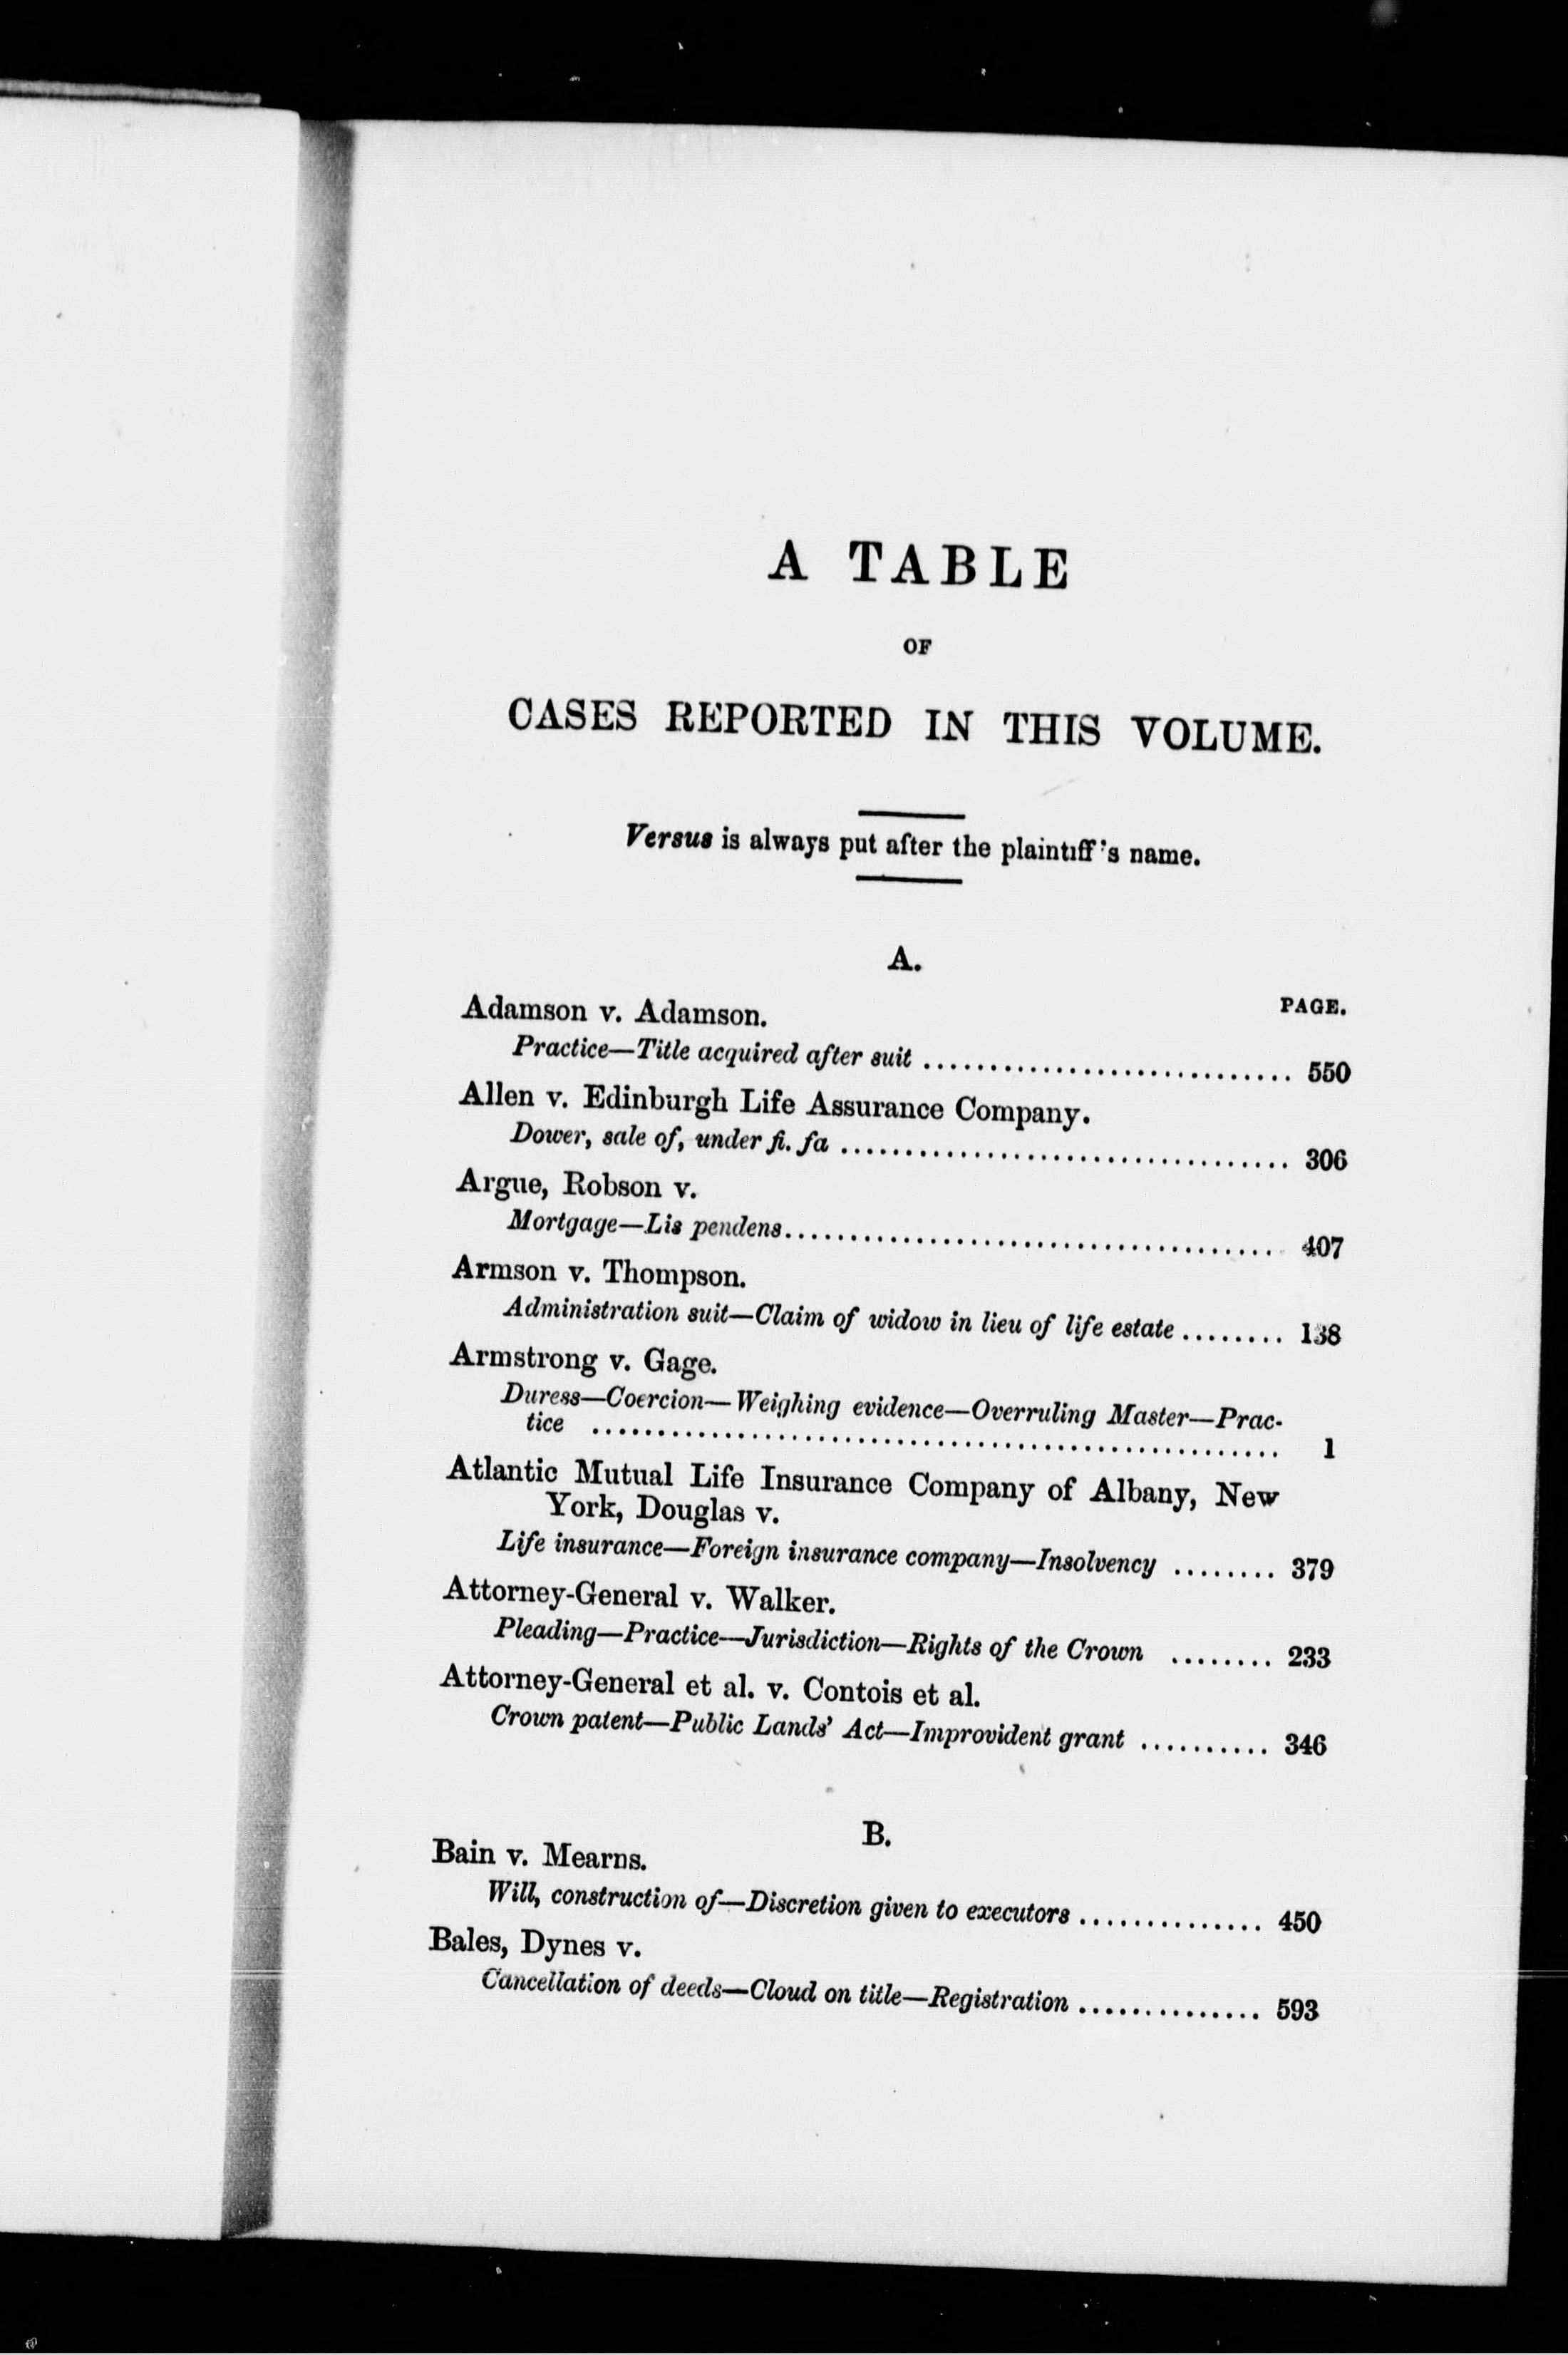 A TABLE
OF
CASES REPORTED IN THIS VOLUME.
Versus is always put after the plaintiff's name.
A.
PAGE.
Adamson v. Adamson.
Practice—Title acquired after suit ............................ 550
Allen v. Edinburgh Life Assurance Company.
Dower, sale of, under fi. fa .................................. 306
Argue, Robson v.
Mortgage—Lis pendens...................................... 407
Armson v. Thompson.
Administration suit—Claim of widow in lieu of life estate ........ 138
Armstrong v. Gage.
Duress—Coercion—Weighing evidence—Overruling Master—Prac-
tice ..................................................... 1
Atlantic Mutual Life Insurance Company of Albany, New
York, Douglas v.
Life insurance—Foreign insurance company—Insolvency ........ 379
Attorney-General v. Walker.
Pleading—Practice—Jurisdiction—Rights of the Crown ........ 233
Attorney-General et al. v. Contois et al.
Crown patent—Public Lands' Act—Improvident grant .......... 346
B.
Bain v. Mearns.
Will, construction of—Discretion given to executors .............. 450
Bales, Dynes v.
Cancellation of deeds—Cloud on title—Registration .............. 593